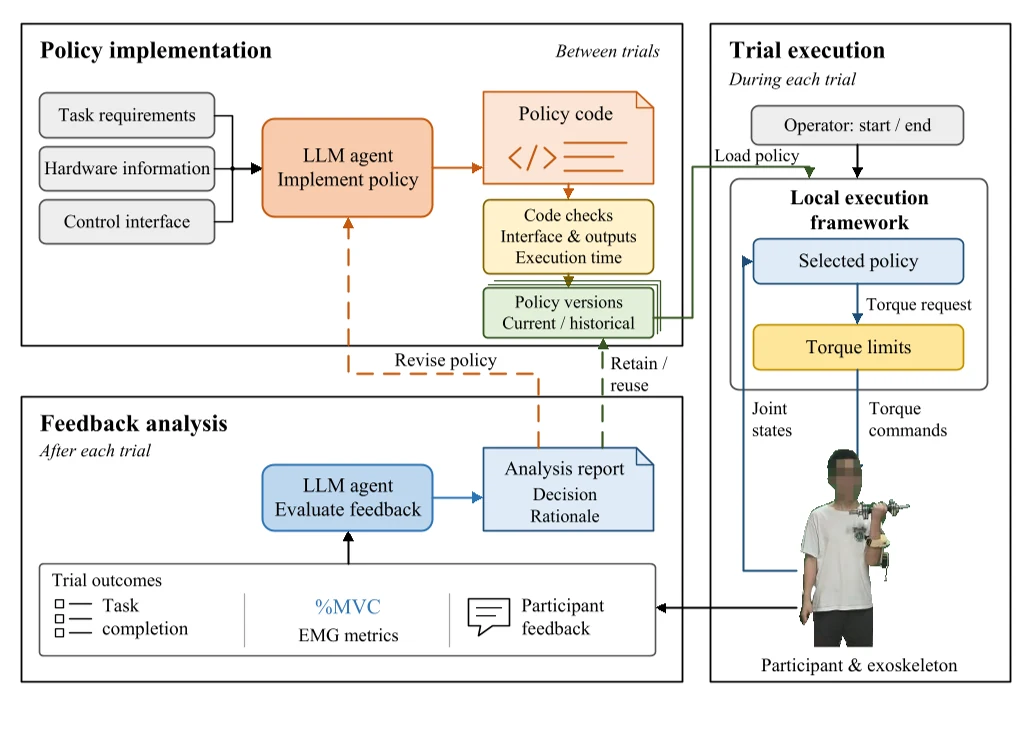 Policy implementation
Between trials
Task requirements
Hardware information
Control interface
LLM agent
Implement policy
Policy code
</>
Code checks
Interface & outputs
Execution time
Policy versions
Current / historical
Revise policy
Retain /
reuse
Feedback analysis
After each trial
LLM agent
Evaluate feedback
Analysis report
Decision
Rationale
Trial outcomes
Task
completion
%MVC
EMG metrics
Participant
feedback
Trial execution
During each trial
Operator: start / end
Load policy
Local execution
framework
Selected policy
Torque request
Torque limits
Joint
states
Torque
commands
Participant & exoskeleton